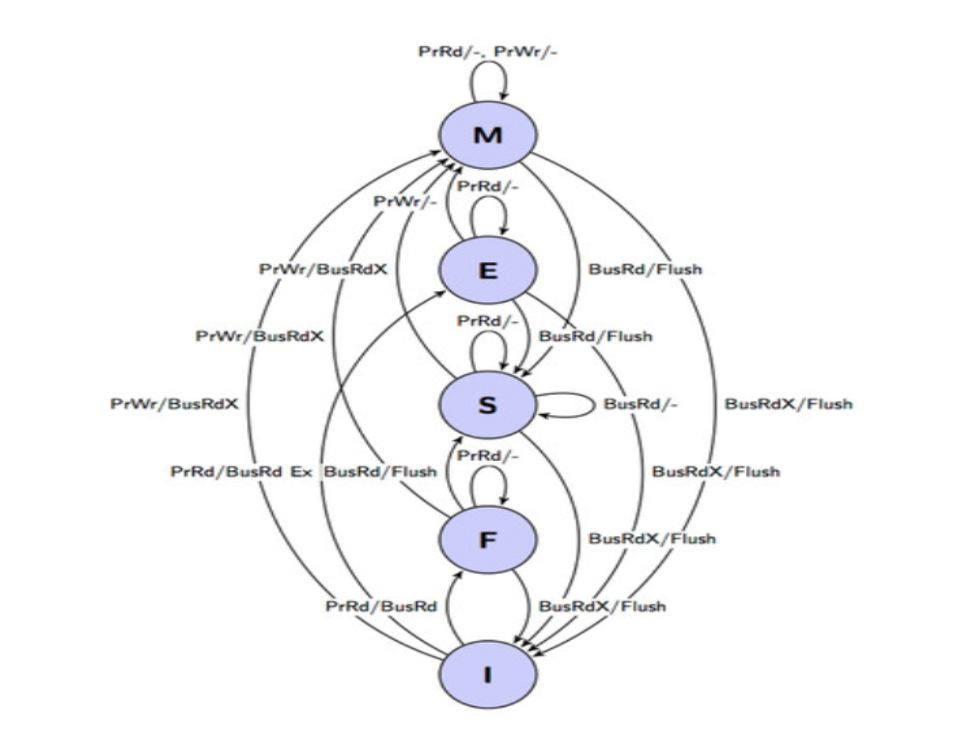 PrRd/-, PrWr/-
M
PrRd/-
PrWr/-
E
PrWr/BusRdX
BusRd/Flush
PrRd/-
PrWr/BusRdX
BusRd/Flush
PrWr/BusRdX
S
BusRd/-
BusRdX/Flush
PrRd/-
PrRd/BusRd Ex
BusRd/Flush
BusRdX/Flush
F
BusRdX/Flush
PrRd/BusRd
BusRdX/Flush
I